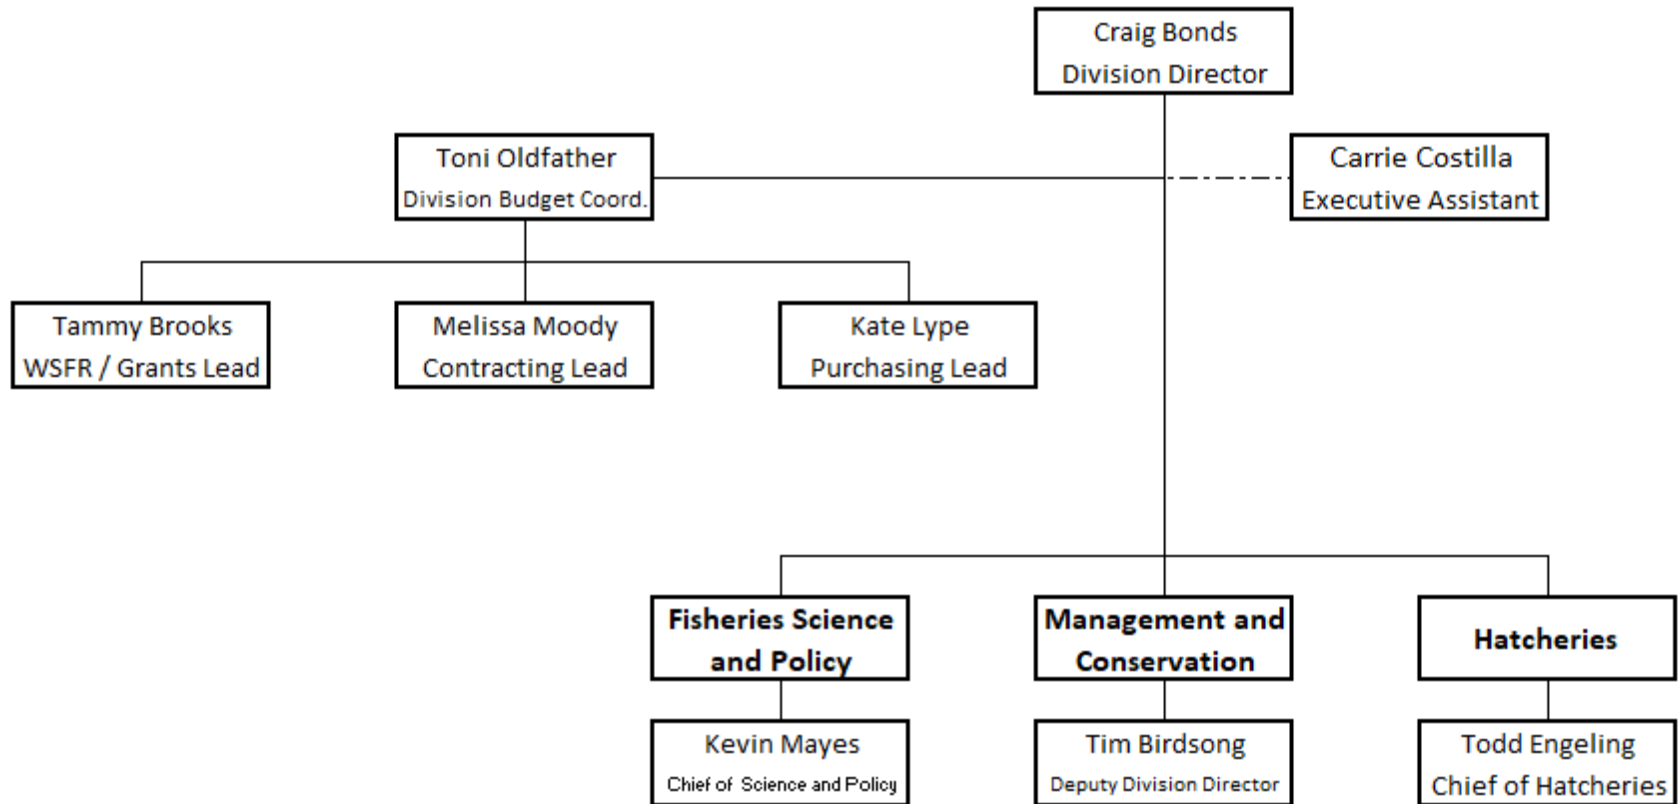 Craig Bonds
Division Director
Toni Oldfather
Division Budget Coord.
Carrie Costilla
Executive Assistant
Tammy Brooks
WSFR / Grants Lead
Melissa Moody
Contracting Lead
Kate Lype
Purchasing Lead
Fisheries Science
and Policy
Management and
Conservation
Hatcheries
Kevin Mayes
Chief of Science and Policy
Tim Birdsong
Deputy Division Director
Todd Engeling
Chief of Hatcheries